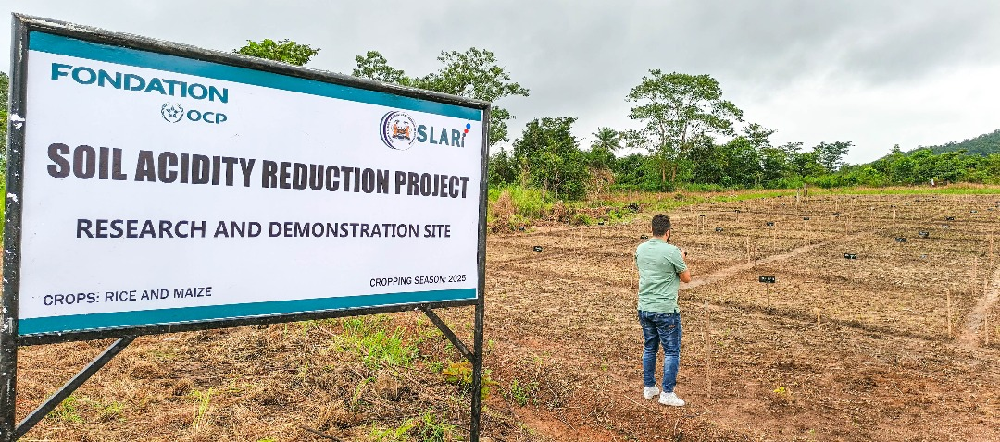 FONDATION
OCP
SLARI
SOIL ACIDITY REDUCTION PROJECT
RESEARCH AND DEMONSTRATION SITE
CROPPING SEASON: 2025
CROPS: RICE AND MAIZE